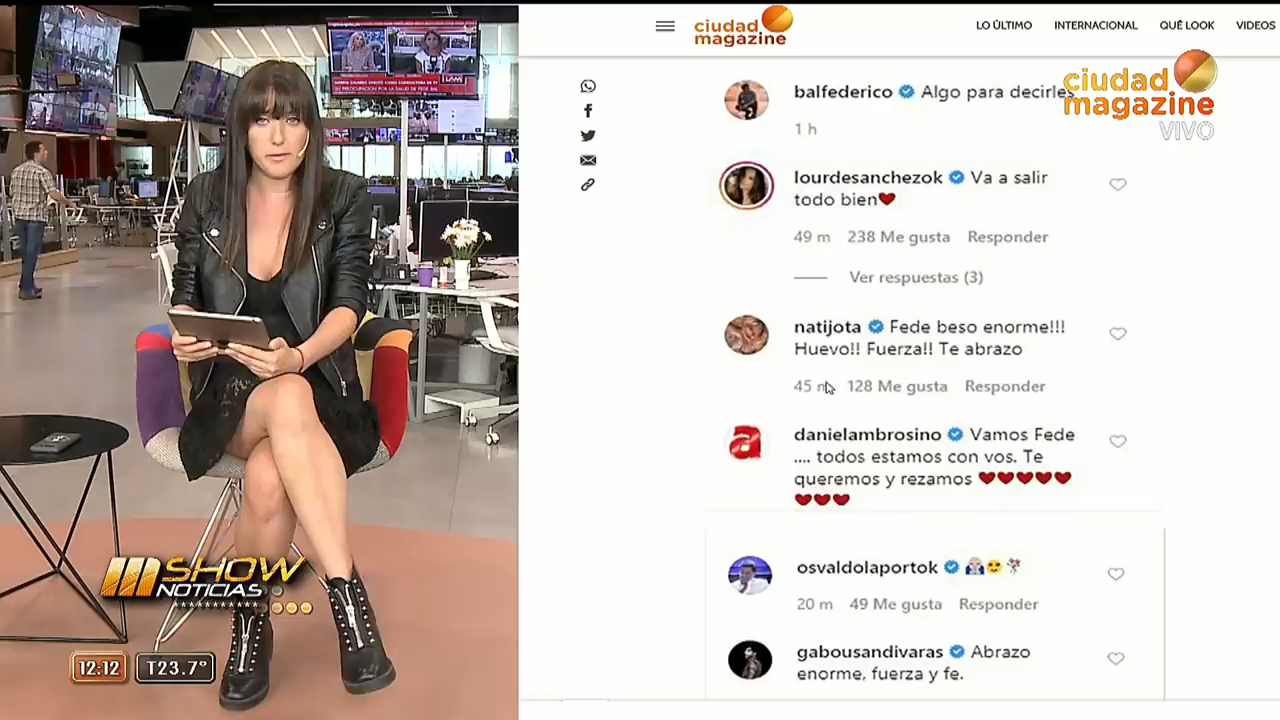 ciudad
magazine
LO ÚLTIMO
INTERNACIONAL
QUÉ LOOK
VIDEOS
ciudad
magazine
VIVO
balfederico Algo para decirles
1 h
lourdesanchezok Va a salir
todo bien
49 m 238 Me gusta Responder
Ver respuestas (3)
natijota Fede beso enorme!!!
Huevo!! Fuerza!! Te abrazo
45 m 128 Me gusta Responder
danielambrosino Vamos Fede
.... todos estamos con vos. Te
queremos y rezamos
osvaldolaportok
20 m 49 Me gusta Responder
gabousandivaras Abrazo
enorme, fuerza y fe.
SHOW
NOTICIAS
12:12
T23.7°
LAM